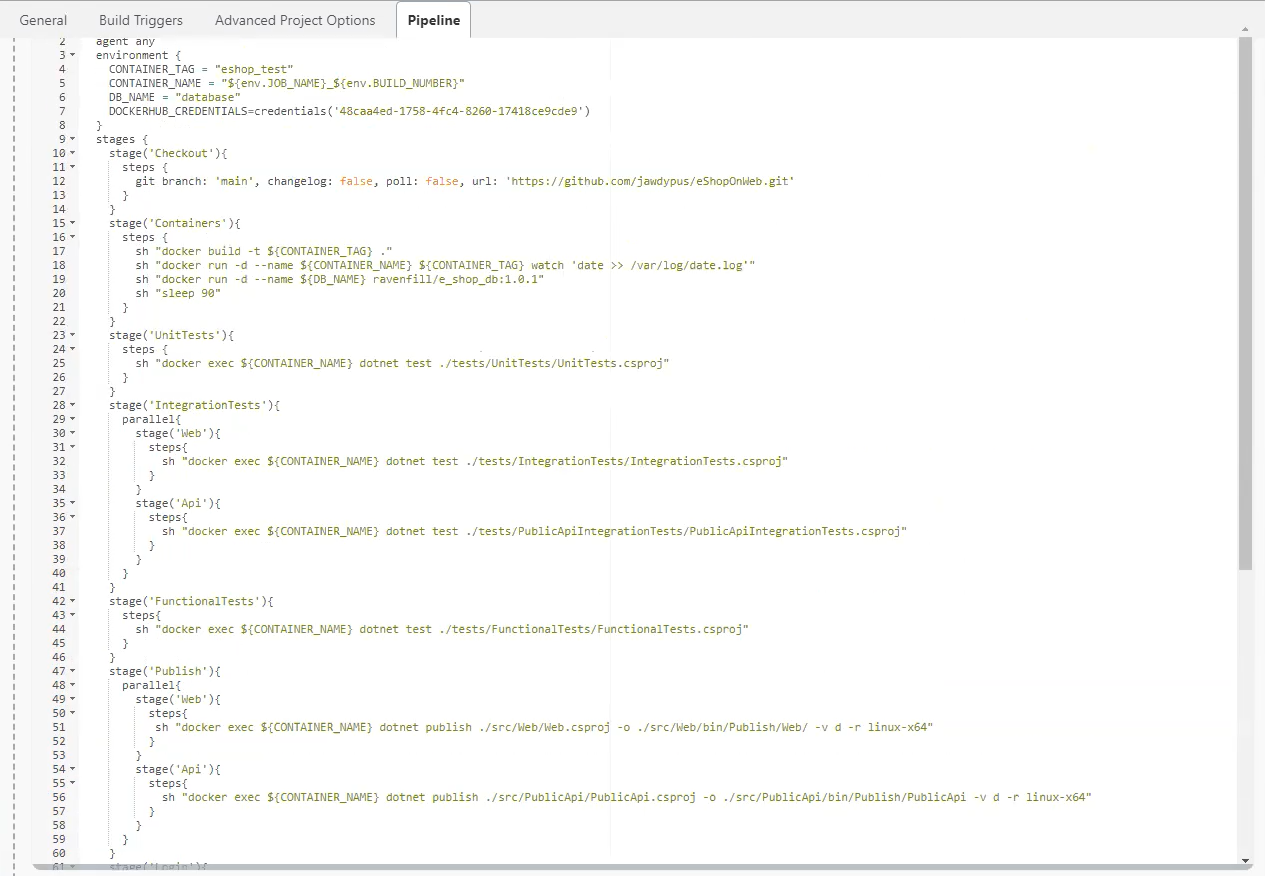 General Build Triggers Advanced Project Options Pipeline
2 agent any
3 environment {
4 CONTAINER_TAG = "eshop_test"
5 CONTAINER_NAME = "${env.JOB_NAME}_${env.BUILD_NUMBER}"
6 DB_NAME = "database"
7 DOCKERHUB_CREDENTIALS=credentials('48caa4ed-1758-4fc4-8260-17418ce9cde9')
8 }
9 stages {
10 stage('Checkout'){
11 steps {
12 git branch: 'main', changelog: false, poll: false, url: 'https://github.com/jawdypus/eShopOnWeb.git'
13 }
14 }
15 stage('Containers'){
16 steps {
17 sh "docker build -t ${CONTAINER_TAG} ."
18 sh "docker run -d --name ${CONTAINER_NAME} ${CONTAINER_TAG} watch 'date >> /var/log/date.log'"
19 sh "docker run -d --name ${DB_NAME} ravenfill/e_shop_db:1.0.1"
20 sh "sleep 90"
21 }
22 }
23 stage('UnitTests'){
24 steps {
25 sh "docker exec ${CONTAINER_NAME} dotnet test ./tests/UnitTests/UnitTests.csproj"
26 }
27 }
28 stage('IntegrationTests'){
29 parallel{
30 stage('Web'){
31 steps{
32 sh "docker exec ${CONTAINER_NAME} dotnet test ./tests/IntegrationTests/IntegrationTests.csproj"
33 }
34 }
35 stage('Api'){
36 steps{
37 sh "docker exec ${CONTAINER_NAME} dotnet test ./tests/PublicApiIntegrationTests/PublicApiIntegrationTests.csproj"
38 }
39 }
40 }
41 }
42 stage('FunctionalTests'){
43 steps{
44 sh "docker exec ${CONTAINER_NAME} dotnet test ./tests/FunctionalTests/FunctionalTests.csproj"
45 }
46 }
47 stage('Publish'){
48 parallel{
49 stage('Web'){
50 steps{
51 sh "docker exec ${CONTAINER_NAME} dotnet publish ./src/Web/Web.csproj -o ./src/Web/bin/Publish/Web/ -v d -r linux-x64"
52 }
53 }
54 stage('Api'){
55 steps{
56 sh "docker exec ${CONTAINER_NAME} dotnet publish ./src/PublicApi/PublicApi.csproj -o ./src/PublicApi/bin/Publish/PublicApi -v d -r linux-x64"
57 }
58 }
59 }
60 }
61 stage('Login'){